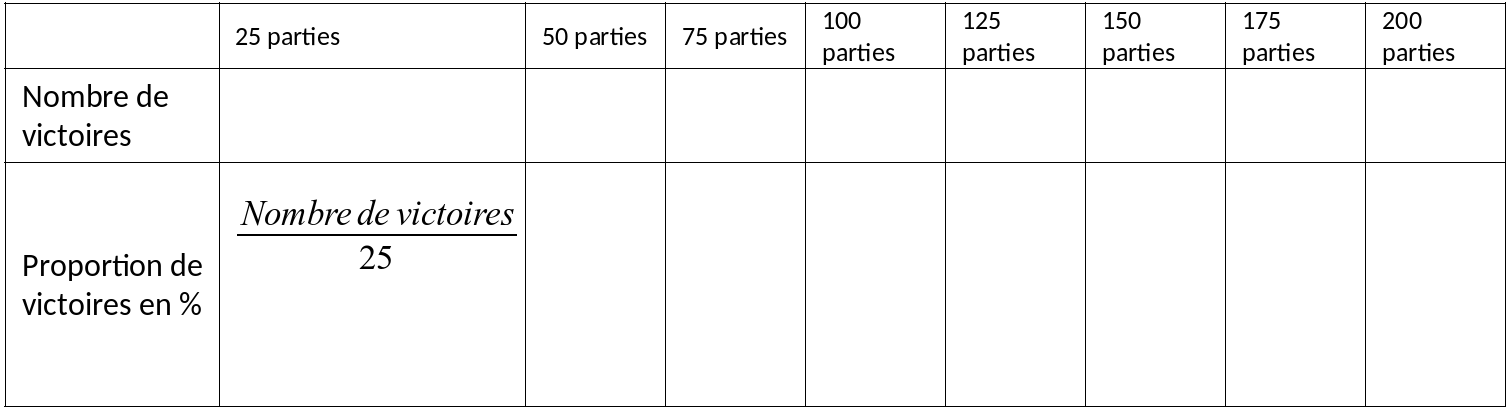 25 parties
50 parties
75 parties
100
parties
125
parties
150
parties
175
parties
200
parties
Nombre de
victoires
Proportion de
victoires en %
Nombre de victoires
25